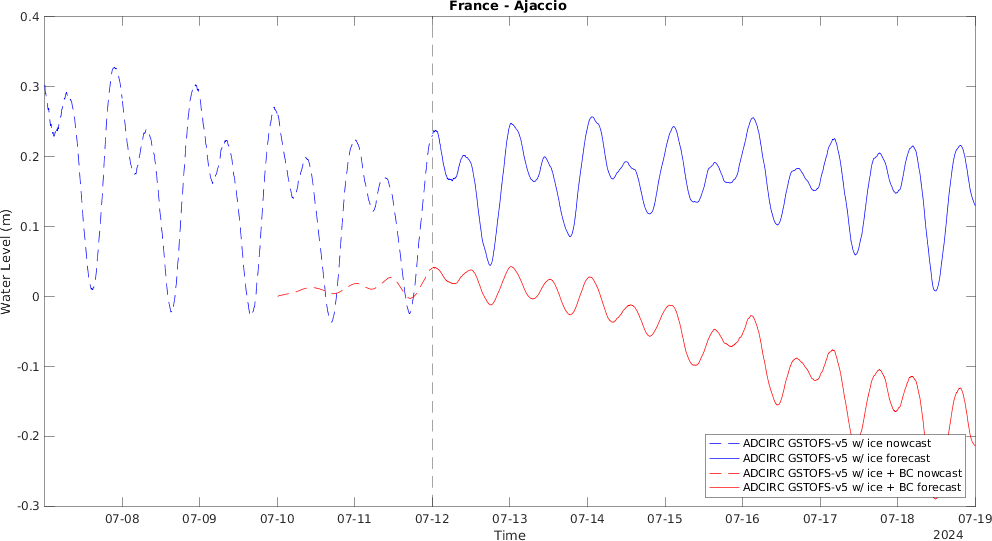 France - Ajaccio
0.4
0.3
0.2
0.1
0
-0.1
-0.2
-0.3
Water Level (m)
ADCIRC GSTOFS-v5 w/ ice nowcast
ADCIRC GSTOFS-v5 w/ ice forecast
ADCIRC GSTOFS-v5 w/ ice + BC nowcast
ADCIRC GSTOFS-v5 w/ ice + BC forecast
07-08 07-09 07-10 07-11 07-12 07-13 07-14 07-15 07-16 07-17 07-18 07-19
Time
2024